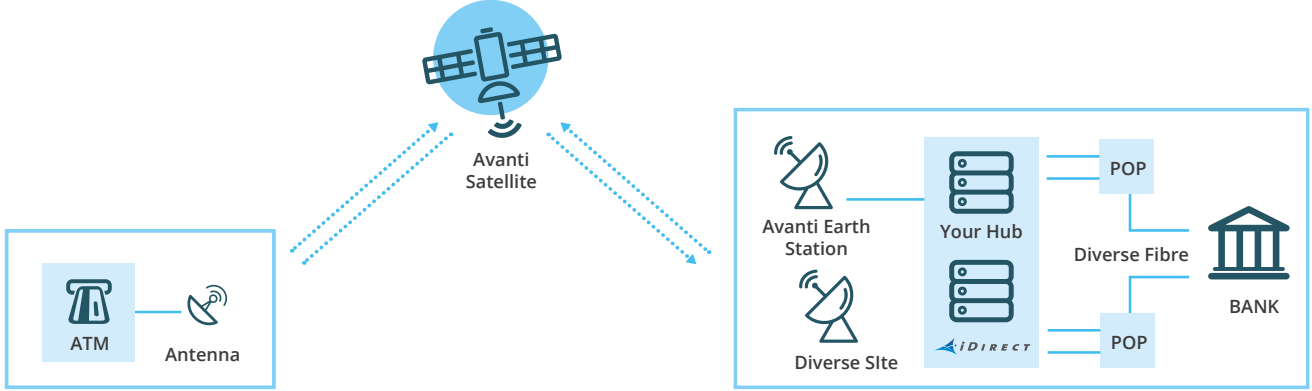 Avanti
Satellite
ATM
Antenna
Avanti Earth
Station
Diverse SIte
Your Hub
iDIRECT
POP
Diverse Fibre
POP
BANK